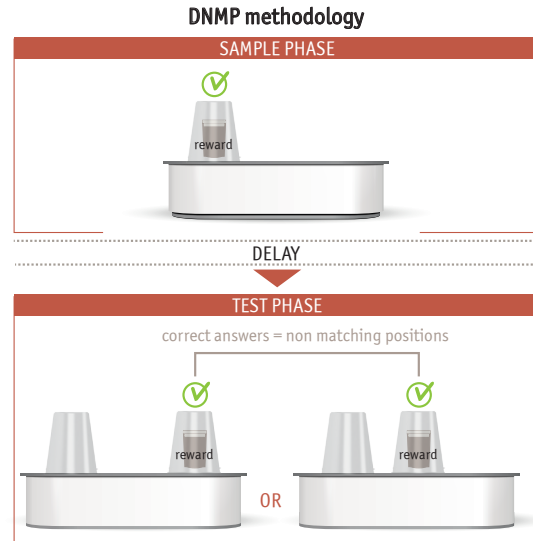 DNMP methodology
SAMPLE PHASE
reward
DELAY
TEST PHASE
correct answers = non matching positions
reward
reward
OR